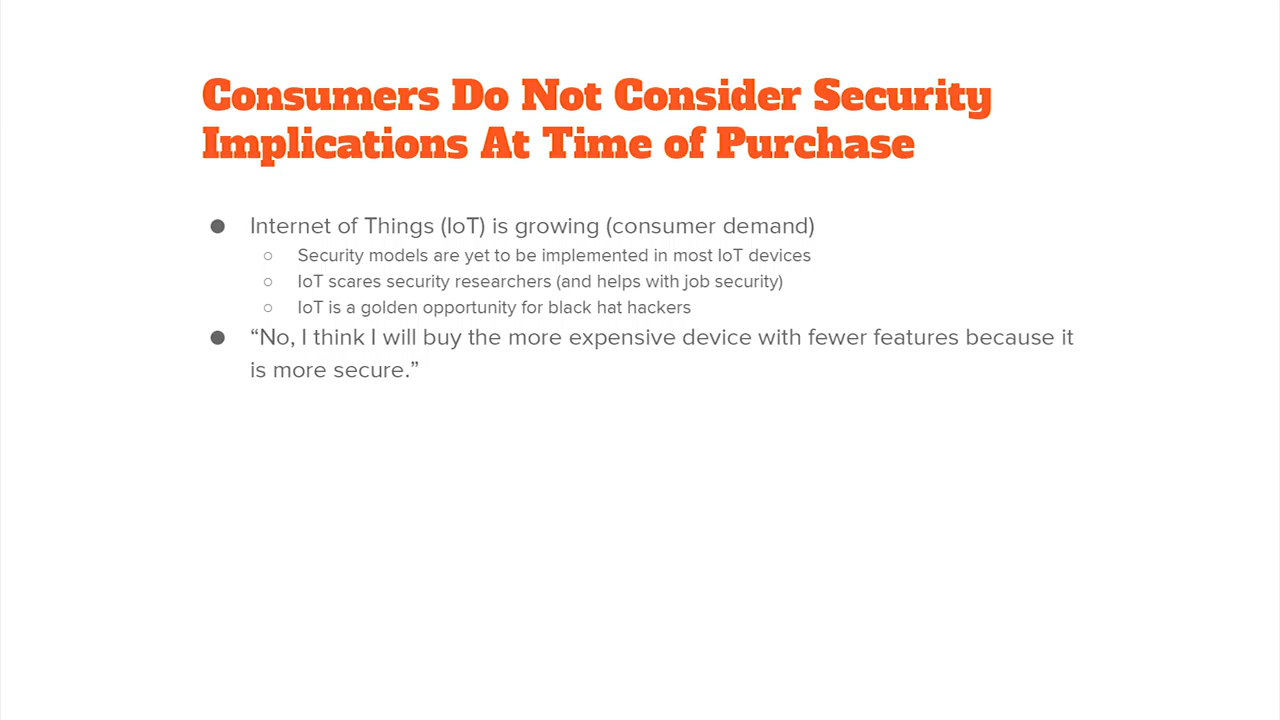 Consumers Do Not Consider Security
Implications At Time of Purchase
● Internet of Things (IoT) is growing (consumer demand)
○ Security models are yet to be implemented in most IoT devices
○ IoT scares security researchers (and helps with job security)
○ IoT is a golden opportunity for black hat hackers
● “No, I think I will buy the more expensive device with fewer features because it
is more secure.”